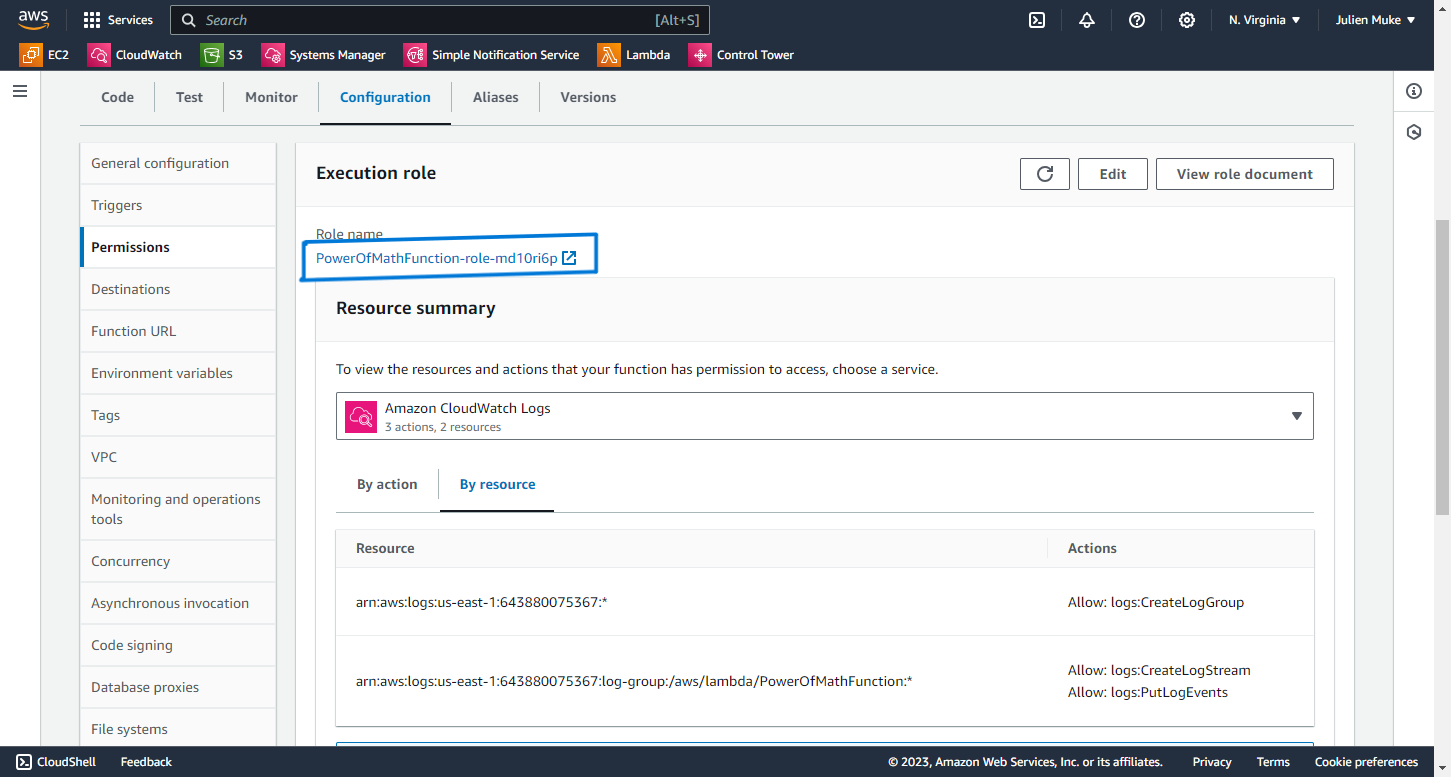 aws
Services
Search
[Alt+S]
N. Virginia
Julien Muke
EC2
CloudWatch
S3
Systems Manager
Simple Notification Service
Lambda
Control Tower
Code
Test
Monitor
Configuration
Aliases
Versions
General configuration
Triggers
Permissions
Destinations
Function URL
Environment variables
Tags
VPC
Monitoring and operations
tools
Concurrency
Asynchronous invocation
Code signing
Database proxies
File systems
Execution role
Edit
View role document
Role name
PowerOfMathFunction-role-md10ri6p
Resource summary
To view the resources and actions that your function has permission to access, choose a service.
Amazon CloudWatch Logs
3 actions, 2 resources
By action
By resource
Resource
Actions
arn:aws:logs:us-east-1:643880075367:*
Allow: logs:CreateLogGroup
arn:aws:logs:us-east-1:643880075367:log-group:/aws/lambda/PowerOfMathFunction:*
Allow: logs:CreateLogStream
Allow: logs:PutLogEvents
CloudShell
Feedback
© 2023, Amazon Web Services, Inc. or its affiliates.
Privacy
Terms
Cookie preferences